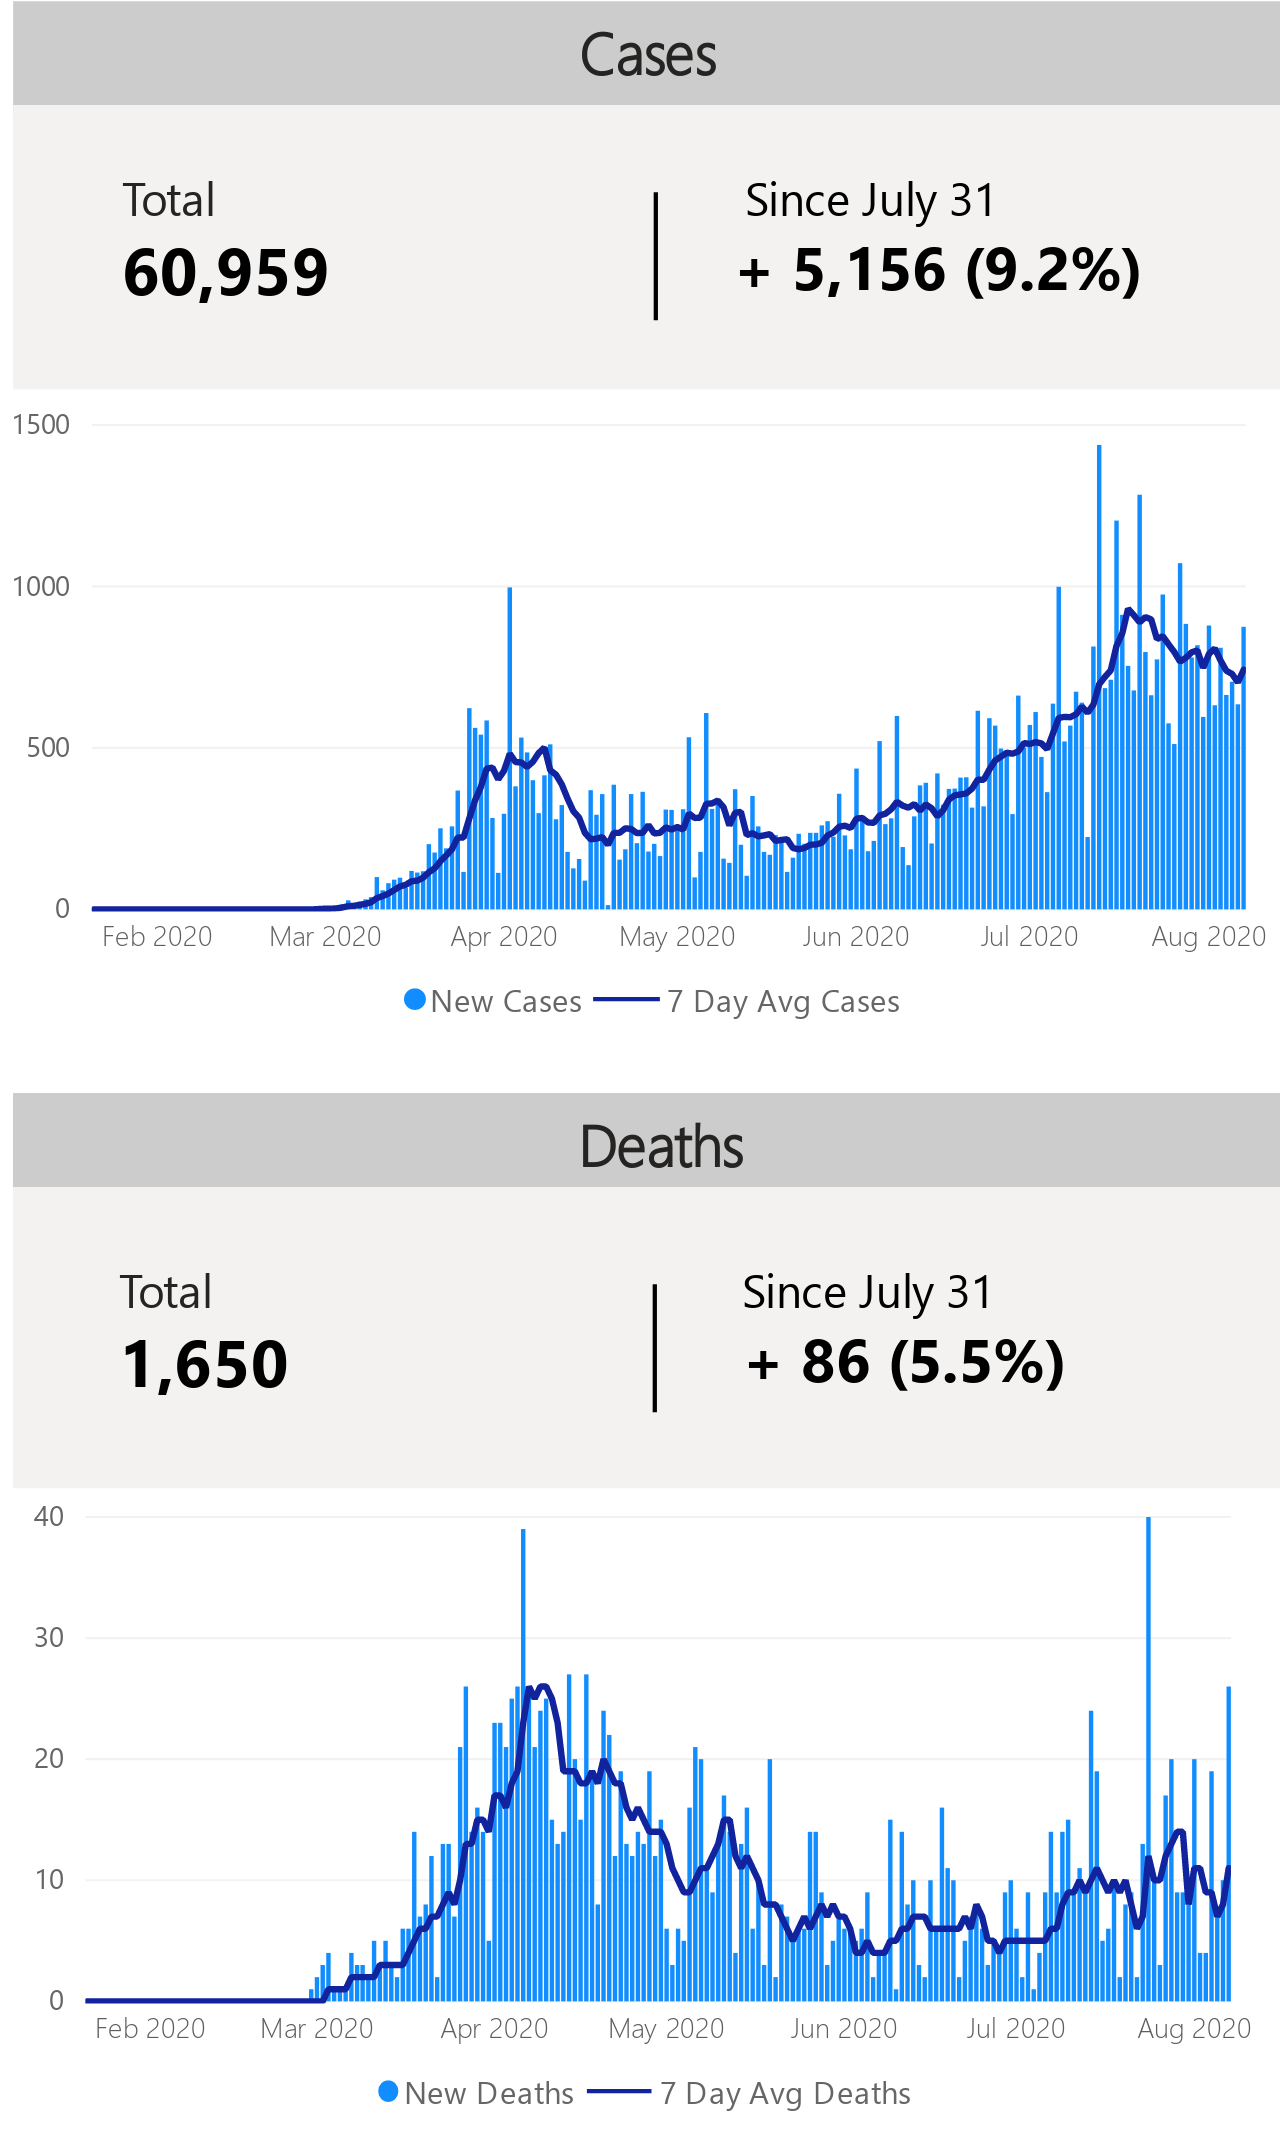 Cases
Total
Since July 31
60,959
+ 5,156 (9.2%)
1500
1000
500
0
Feb 2020 Mar 2020 Apr 2020 May 2020 Jun 2020 Jul 2020 Aug 2020
New Cases 7 Day Avg Cases
Deaths
Total
Since July 31
1,650
+ 86 (5.5%)
40
30
20
10
0
Feb 2020 Mar 2020 Apr 2020 May 2020 Jun 2020 Jul 2020 Aug 2020
New Deaths 7 Day Avg Deaths